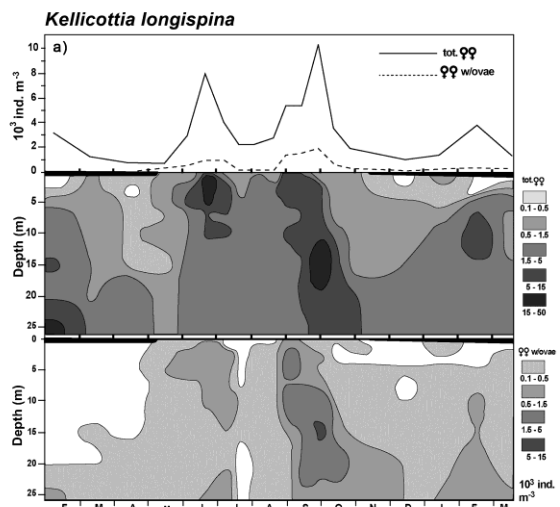 Kellicottia longispina
a)
10³ ind. m⁻³
10
8
6
4
2
0
tot. ♀♀
♀♀ w/ovae
Depth (m)
0
5
10
15
20
25
tot. ♀♀
0.1 - 0.5
0.5 - 1.5
1.5 - 5
5 - 15
15 - 50
Depth (m)
0
5
10
15
20
25
♀♀ w/ovae
0.1 - 0.5
0.5 - 1.5
1.5 - 5
5 - 15
10³ ind.
m⁻³
F M A J J A S O N D J F M